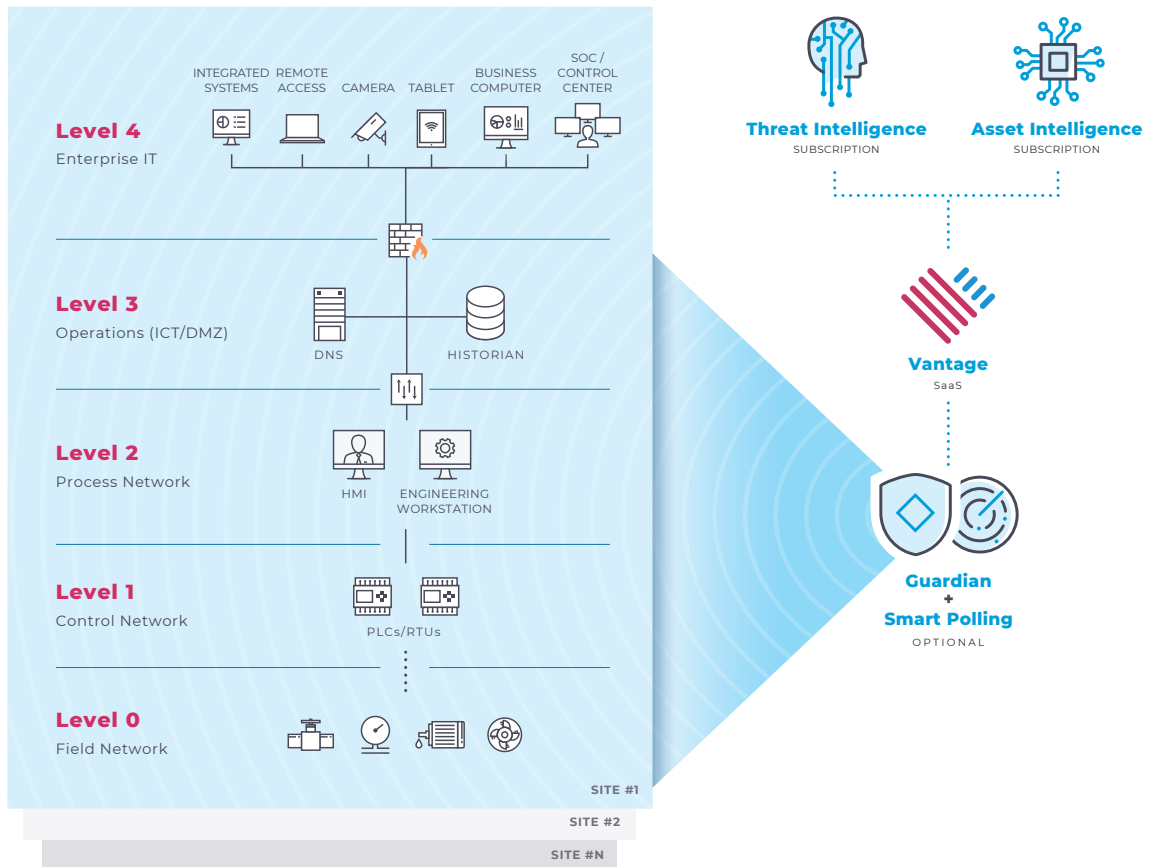 INTEGRATED
SYSTEMS
REMOTE
ACCESS
CAMERA
TABLET
BUSINESS
COMPUTER
SOC /
CONTROL
CENTER
Level 4
Enterprise IT
Level 3
Operations (ICT/DMZ)
DNS
HISTORIAN
Level 2
Process Network
HMI
ENGINEERING
WORKSTATION
Level 1
Control Network
PLCs/RTUs
Level 0
Field Network
SITE #1
SITE #2
SITE #N
Threat Intelligence
SUBSCRIPTION
Asset Intelligence
SUBSCRIPTION
Vantage
SaaS
Guardian
+
Smart Polling
OPTIONAL